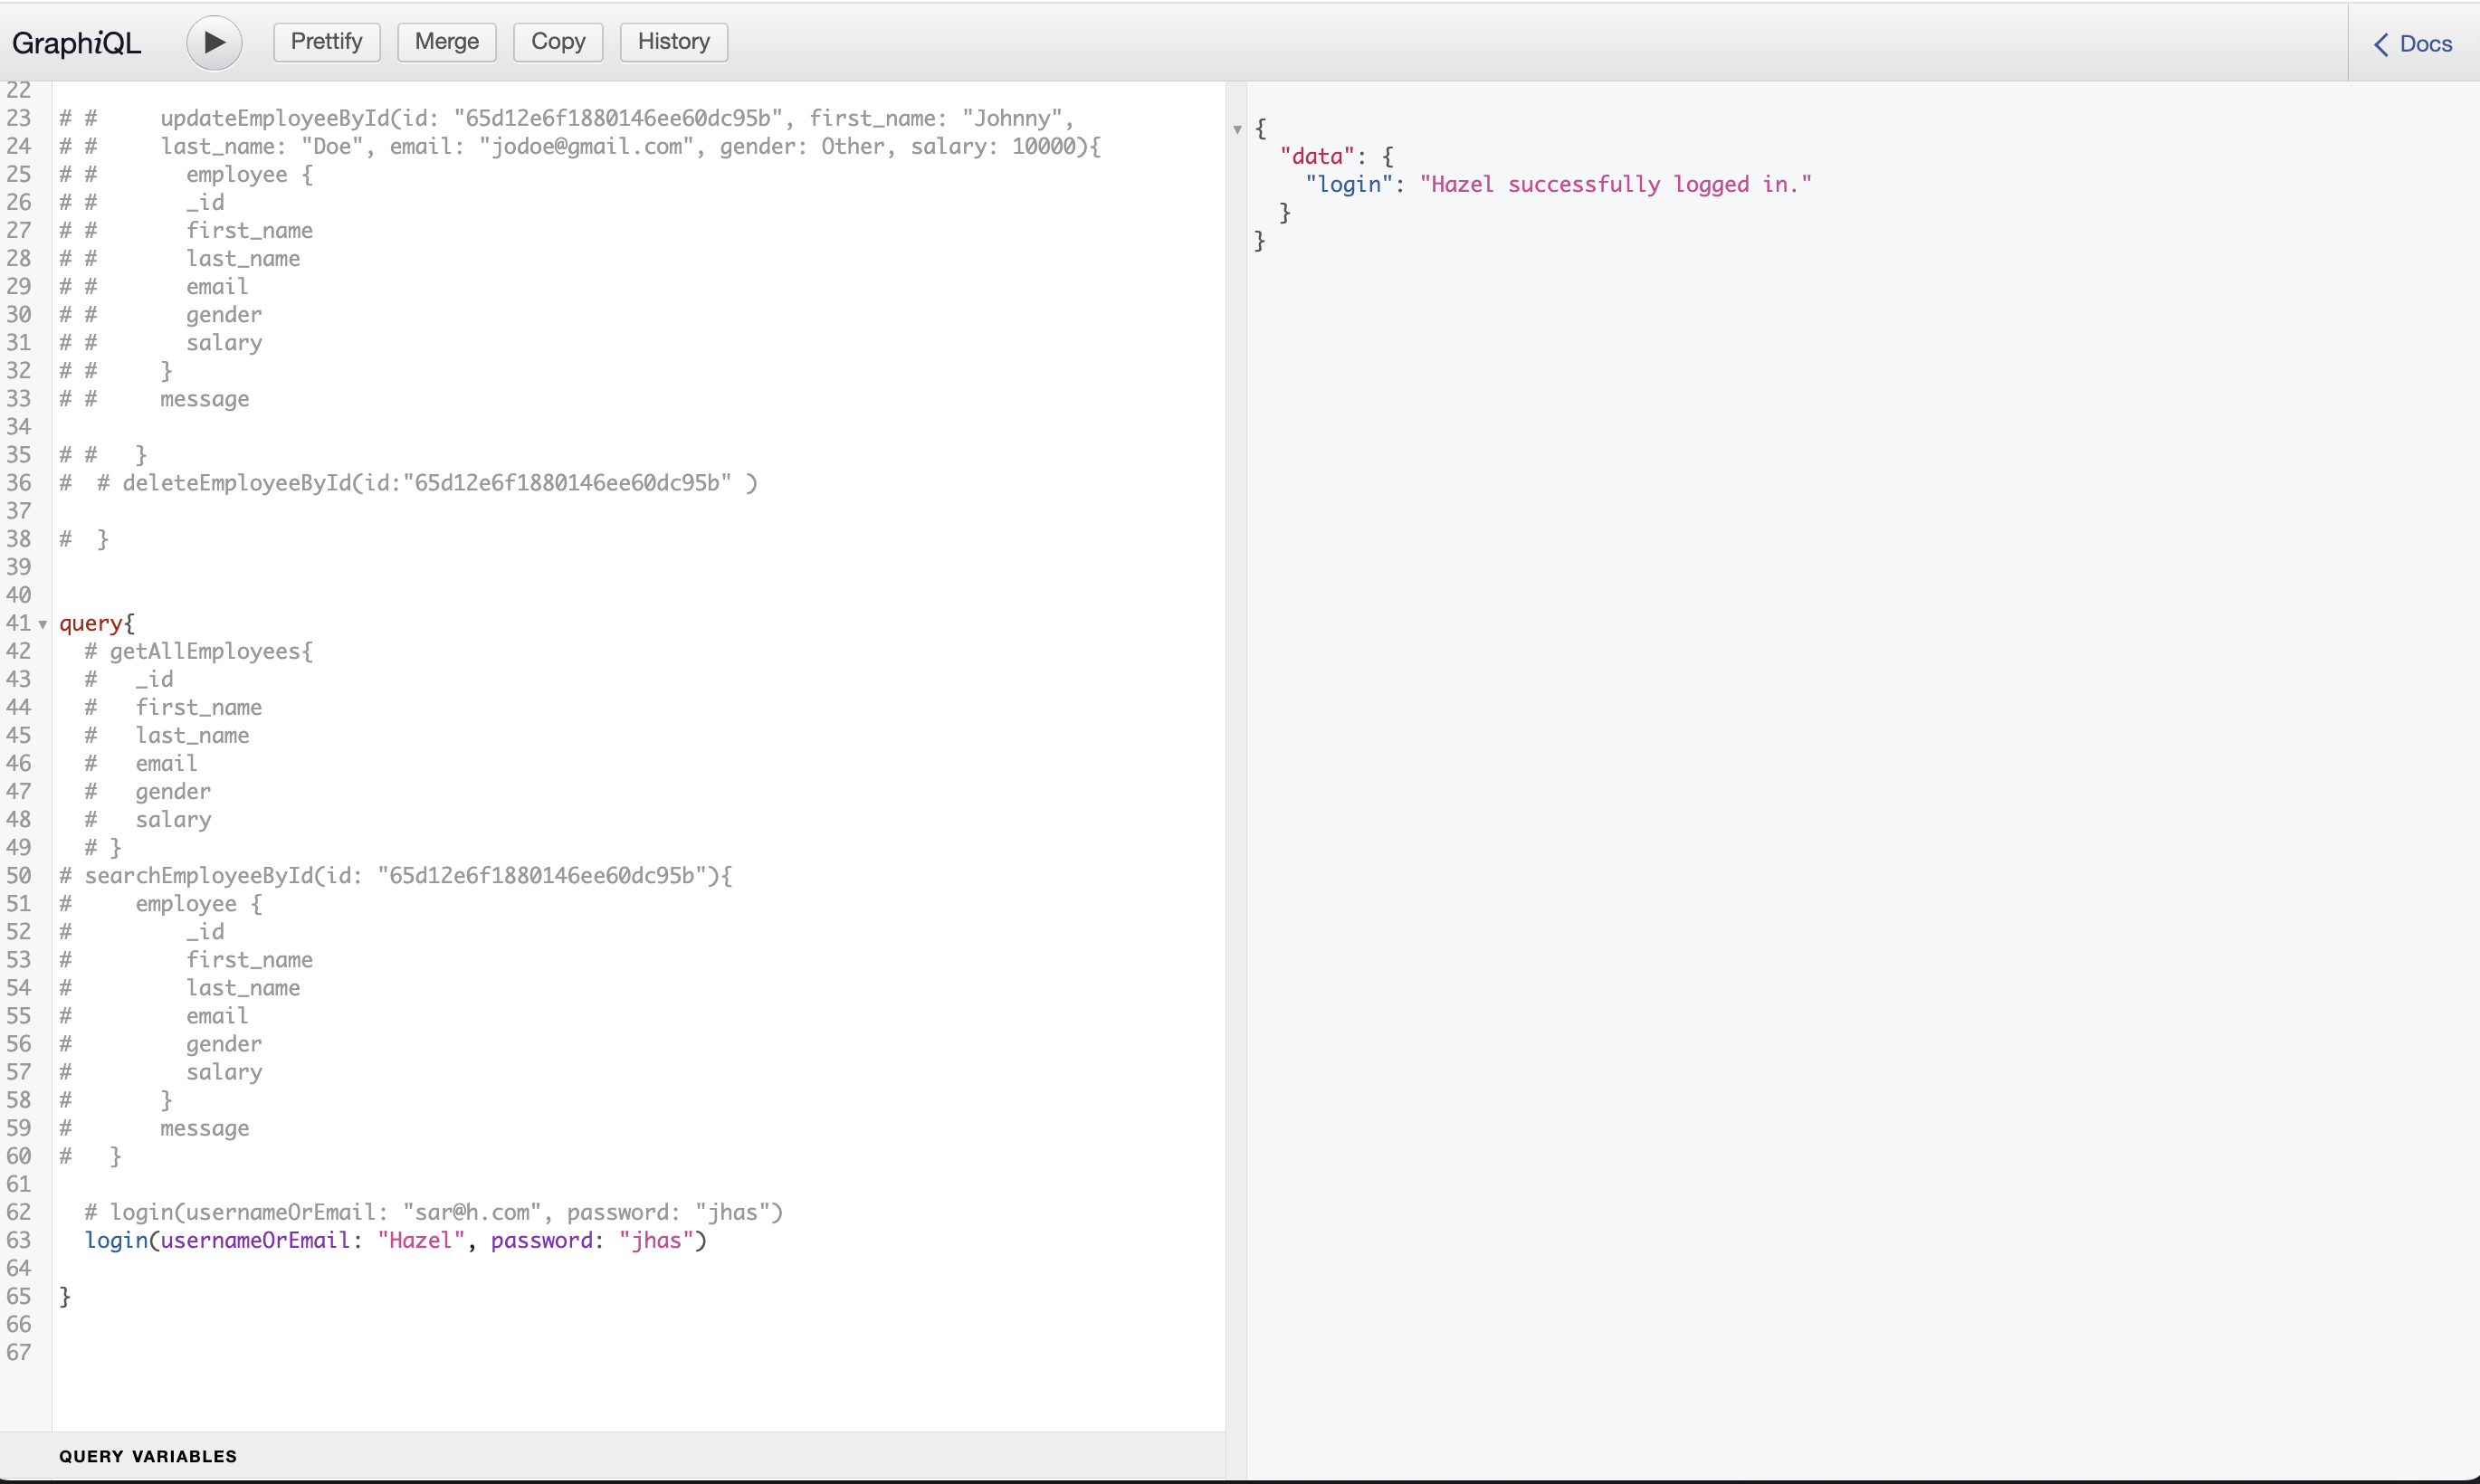 GraphiQL Prettify Merge Copy History Docs
22
23 # #     updateEmployeeById(id: "65d12e6f1880146ee60dc95b", first_name: "Johnny",
24 # #     last_name: "Doe", email: "jodoe@gmail.com", gender: Other, salary: 10000){
25 # #       employee {
26 # #       _id
27 # #       first_name
28 # #       last_name
29 # #       email
30 # #       gender
31 # #       salary
32 # #     }
33 # #     message
34
35 # #   }
36 #  # deleteEmployeeById(id:"65d12e6f1880146ee60dc95b" )
37
38 #  }
39
40
41 query{
42   # getAllEmployees{
43   #   _id
44   #   first_name
45   #   last_name
46   #   email
47   #   gender
48   #   salary
49   # }
50 # searchEmployeeById(id: "65d12e6f1880146ee60dc95b"){
51 #     employee {
52 #         _id
53 #         first_name
54 #         last_name
55 #         email
56 #         gender
57 #         salary
58 #       }
59 #       message
60 #   }
61
62   # login(usernameOrEmail: "sar@h.com", password: "jhas")
63   login(usernameOrEmail: "Hazel", password: "jhas")
64
65 }
66
67
QUERY VARIABLES
{
  "data": {
    "login": "Hazel successfully logged in."
  }
}